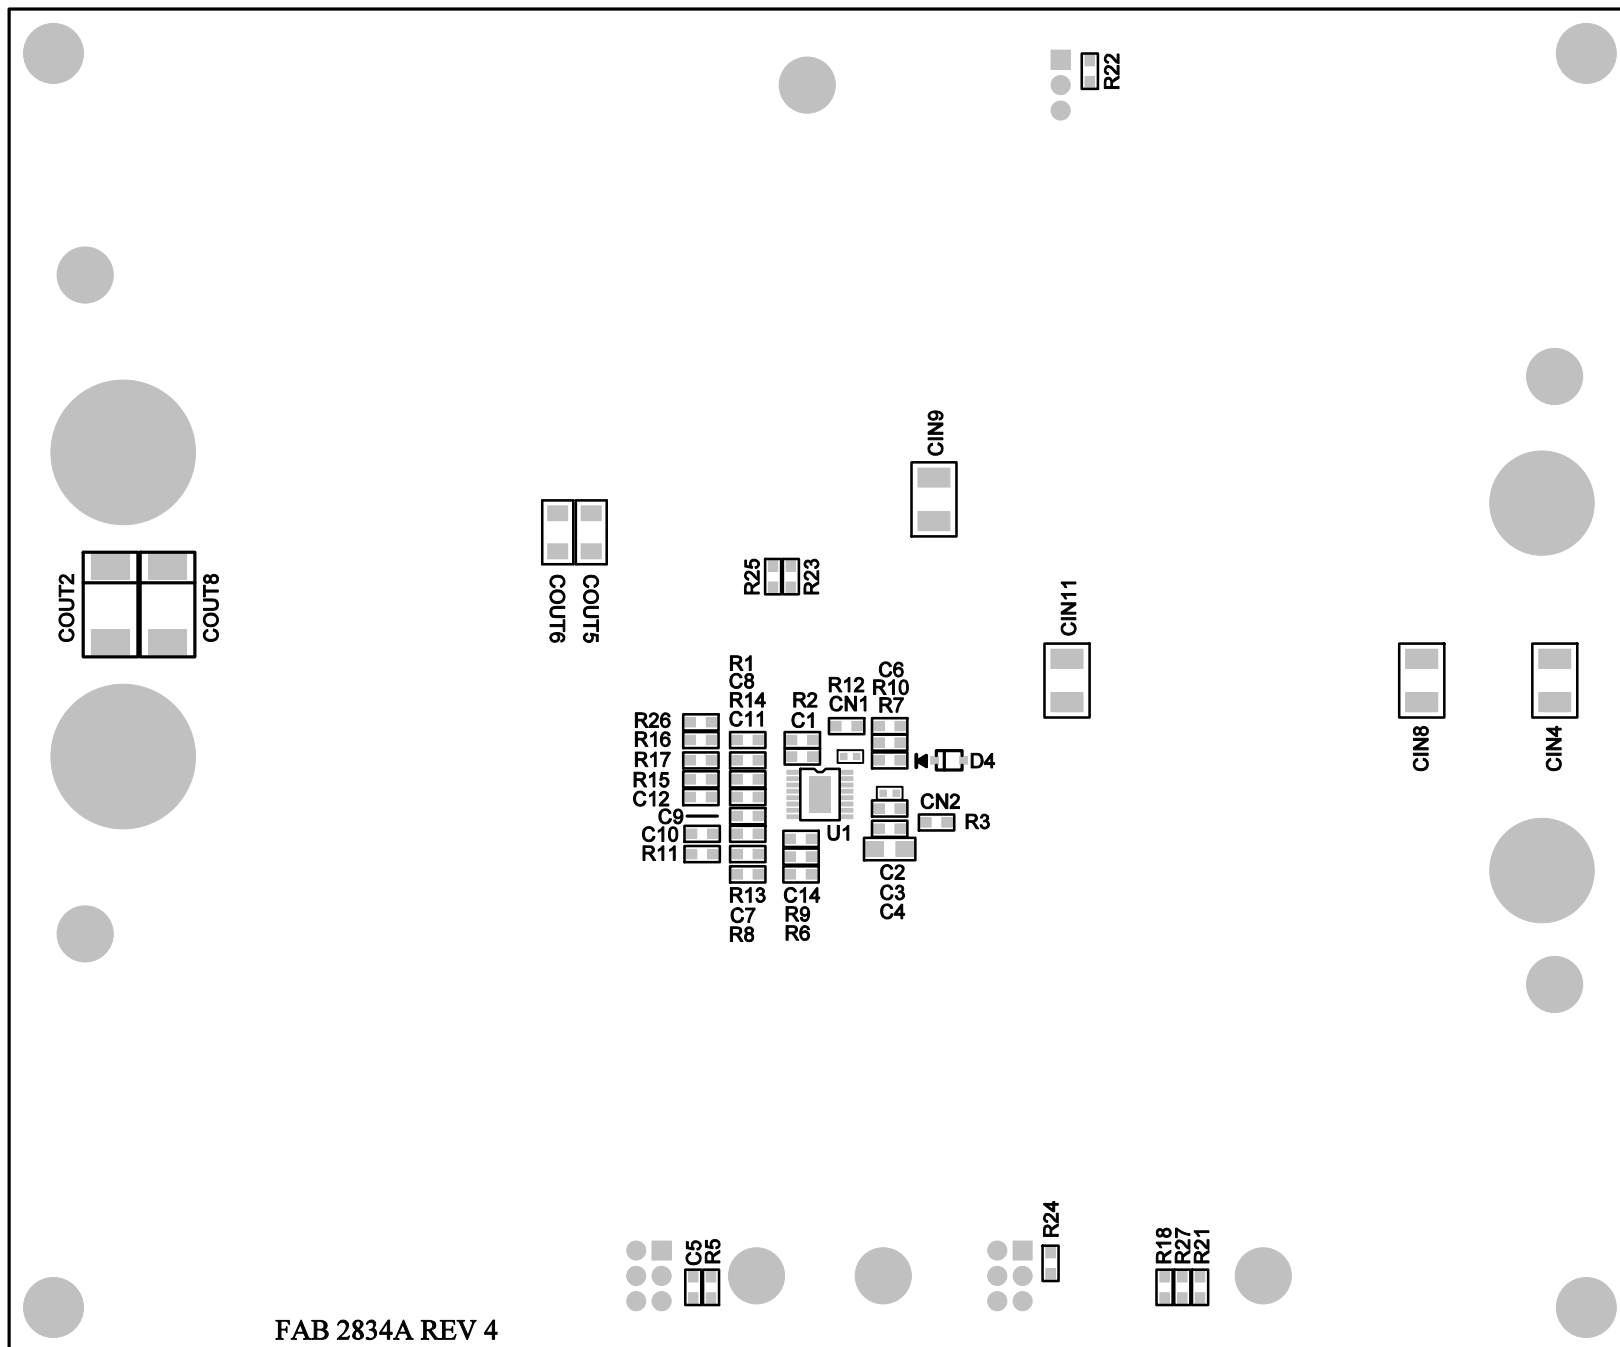 R22
CIN9
COUT2
COUT8
COUT6
COUT5
R25
R23
CIN11
CIN8
CIN4
R1
C8
R14
C11
R2
C1
R12
CN1
C6
R10
R7
R26
R16
R17
R15
C12
C9
C10
R11
D4
CN2
R3
U1
R13
C7
R8
C14
R9
R6
C2
C3
C4
C5
R5
R24
R18
R27
R21
FAB 2834A REV 4